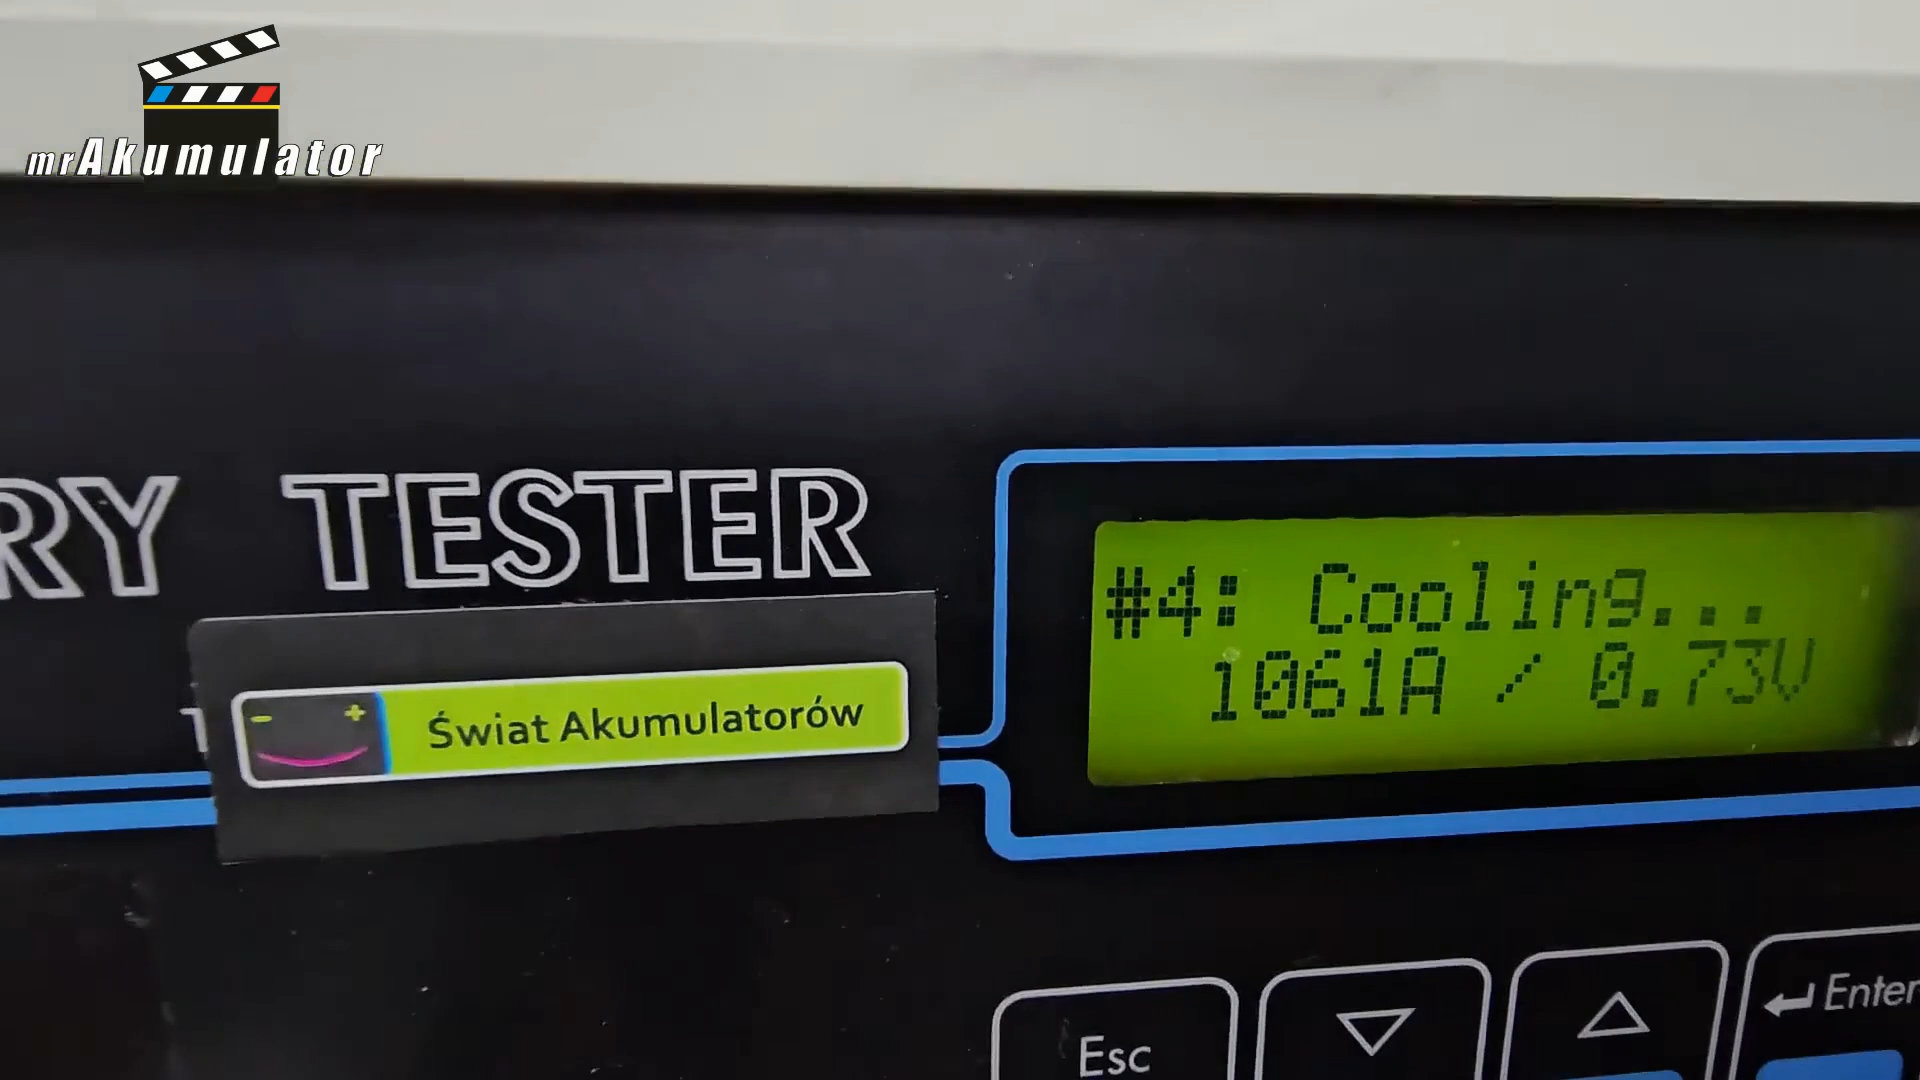 mrAkumulator
RY TESTER
Świat Akumulatorów
#4: Cooling...
1061A / 0.73V
Esc
Enter